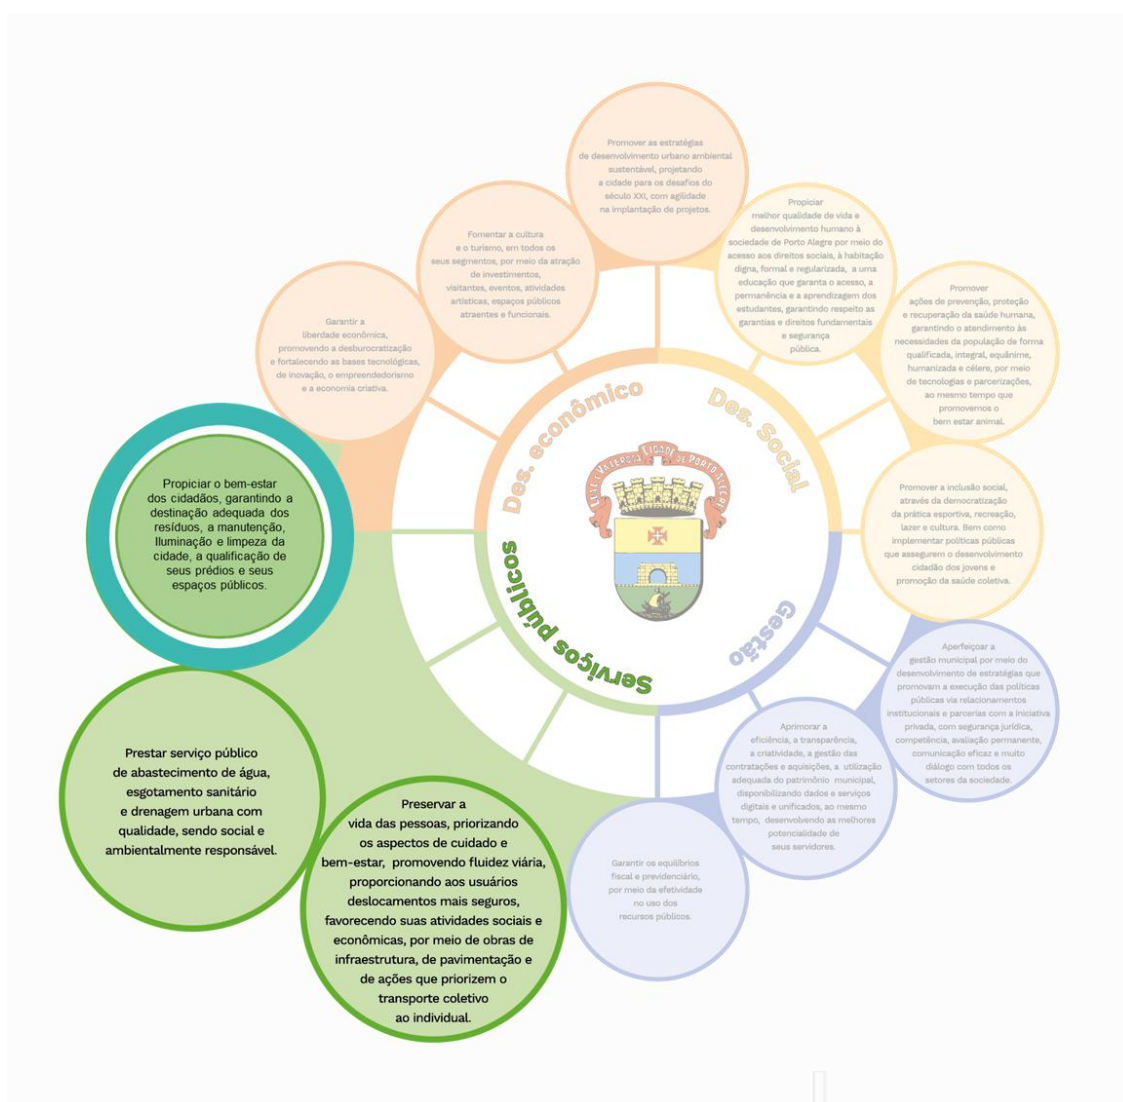 Promover as estratégias
de desenvolvimento urbano ambiental
sustentável, projetando
a cidade para os desafios do
século XXI, com agilidade
na implantação de projetos.
Propiciar
melhor qualidade de vida e
desenvolvimento humano à
sociedade de Porto Alegre por meio do
acesso aos direitos sociais, à habitação
digna, formal e regularizada, a uma
educação que garanta o acesso, a
permanência e a aprendizagem dos
estudantes, garantindo respeito as
garantias e direitos fundamentais
e segurança
pública.
Fomentar a cultura
e o turismo, em todos os
seus segmentos, por meio da atração
de investimentos,
visitantes, eventos, atividades
artísticas, espaços públicos
atraentes e funcionais.
Promover
ações de prevenção, proteção
e recuperação da saúde humana,
garantindo o atendimento às
necessidades da população de forma
qualificada, integral, equânime,
humanizada e célere, por meio
de tecnologias e parcerizações,
ao mesmo tempo que
promovemos o
bem estar animal.
Garantir a
liberdade econômica,
promovendo a desburocratização
e fortalecendo as bases tecnológicas,
de inovação, o empreendedorismo
e a economia criativa.
Des. econômico
Des. Social
LEAL E VALEROSA CIDADE DE PORTO ALEGRE
Serviços públicos
Gestão
Propiciar o bem-estar
dos cidadãos, garantindo a
destinação adequada dos
resíduos, a manutenção,
Iluminação e limpeza da
cidade, a qualificação de
seus prédios e seus
espaços públicos.
Promover a inclusão social,
através da democratização
da prática esportiva, recreação,
lazer e cultura. Bem como
implementar políticas públicas
que assegurem o desenvolvimento
cidadão dos jovens e
promoção da saúde coletiva.
Aperfeiçoar a
gestão municipal por meio do
desenvolvimento de estratégias que
promovam a execução das políticas
públicas via relacionamentos
institucionais e parcerias com a iniciativa
privada, com segurança jurídica,
competência, avaliação permanente,
comunicação eficaz e muito
diálogo com todos os
setores da sociedade.
Prestar serviço público
de abastecimento de água,
esgotamento sanitário
e drenagem urbana com
qualidade, sendo social e
ambientalmente responsável.
Aprimorar a
eficiência, a transparência,
a criatividade, a gestão das
contratações e aquisições, a utilização
adequada do patrimônio municipal,
disponibilizando dados e serviços
digitais e unificados, ao mesmo
tempo, desenvolvendo as melhores
potencialidade de
seus servidores.
Preservar a
vida das pessoas, priorizando
os aspectos de cuidado e
bem-estar, promovendo fluidez viária,
proporcionando aos usuários
deslocamentos mais seguros,
favorecendo suas atividades sociais e
econômicas, por meio de obras de
infraestrutura, de pavimentação e
de ações que priorizem o
transporte coletivo
ao individual.
Garantir os equilíbrios
fiscal e previdenciário,
por meio da efetividade
no uso dos
recursos públicos.